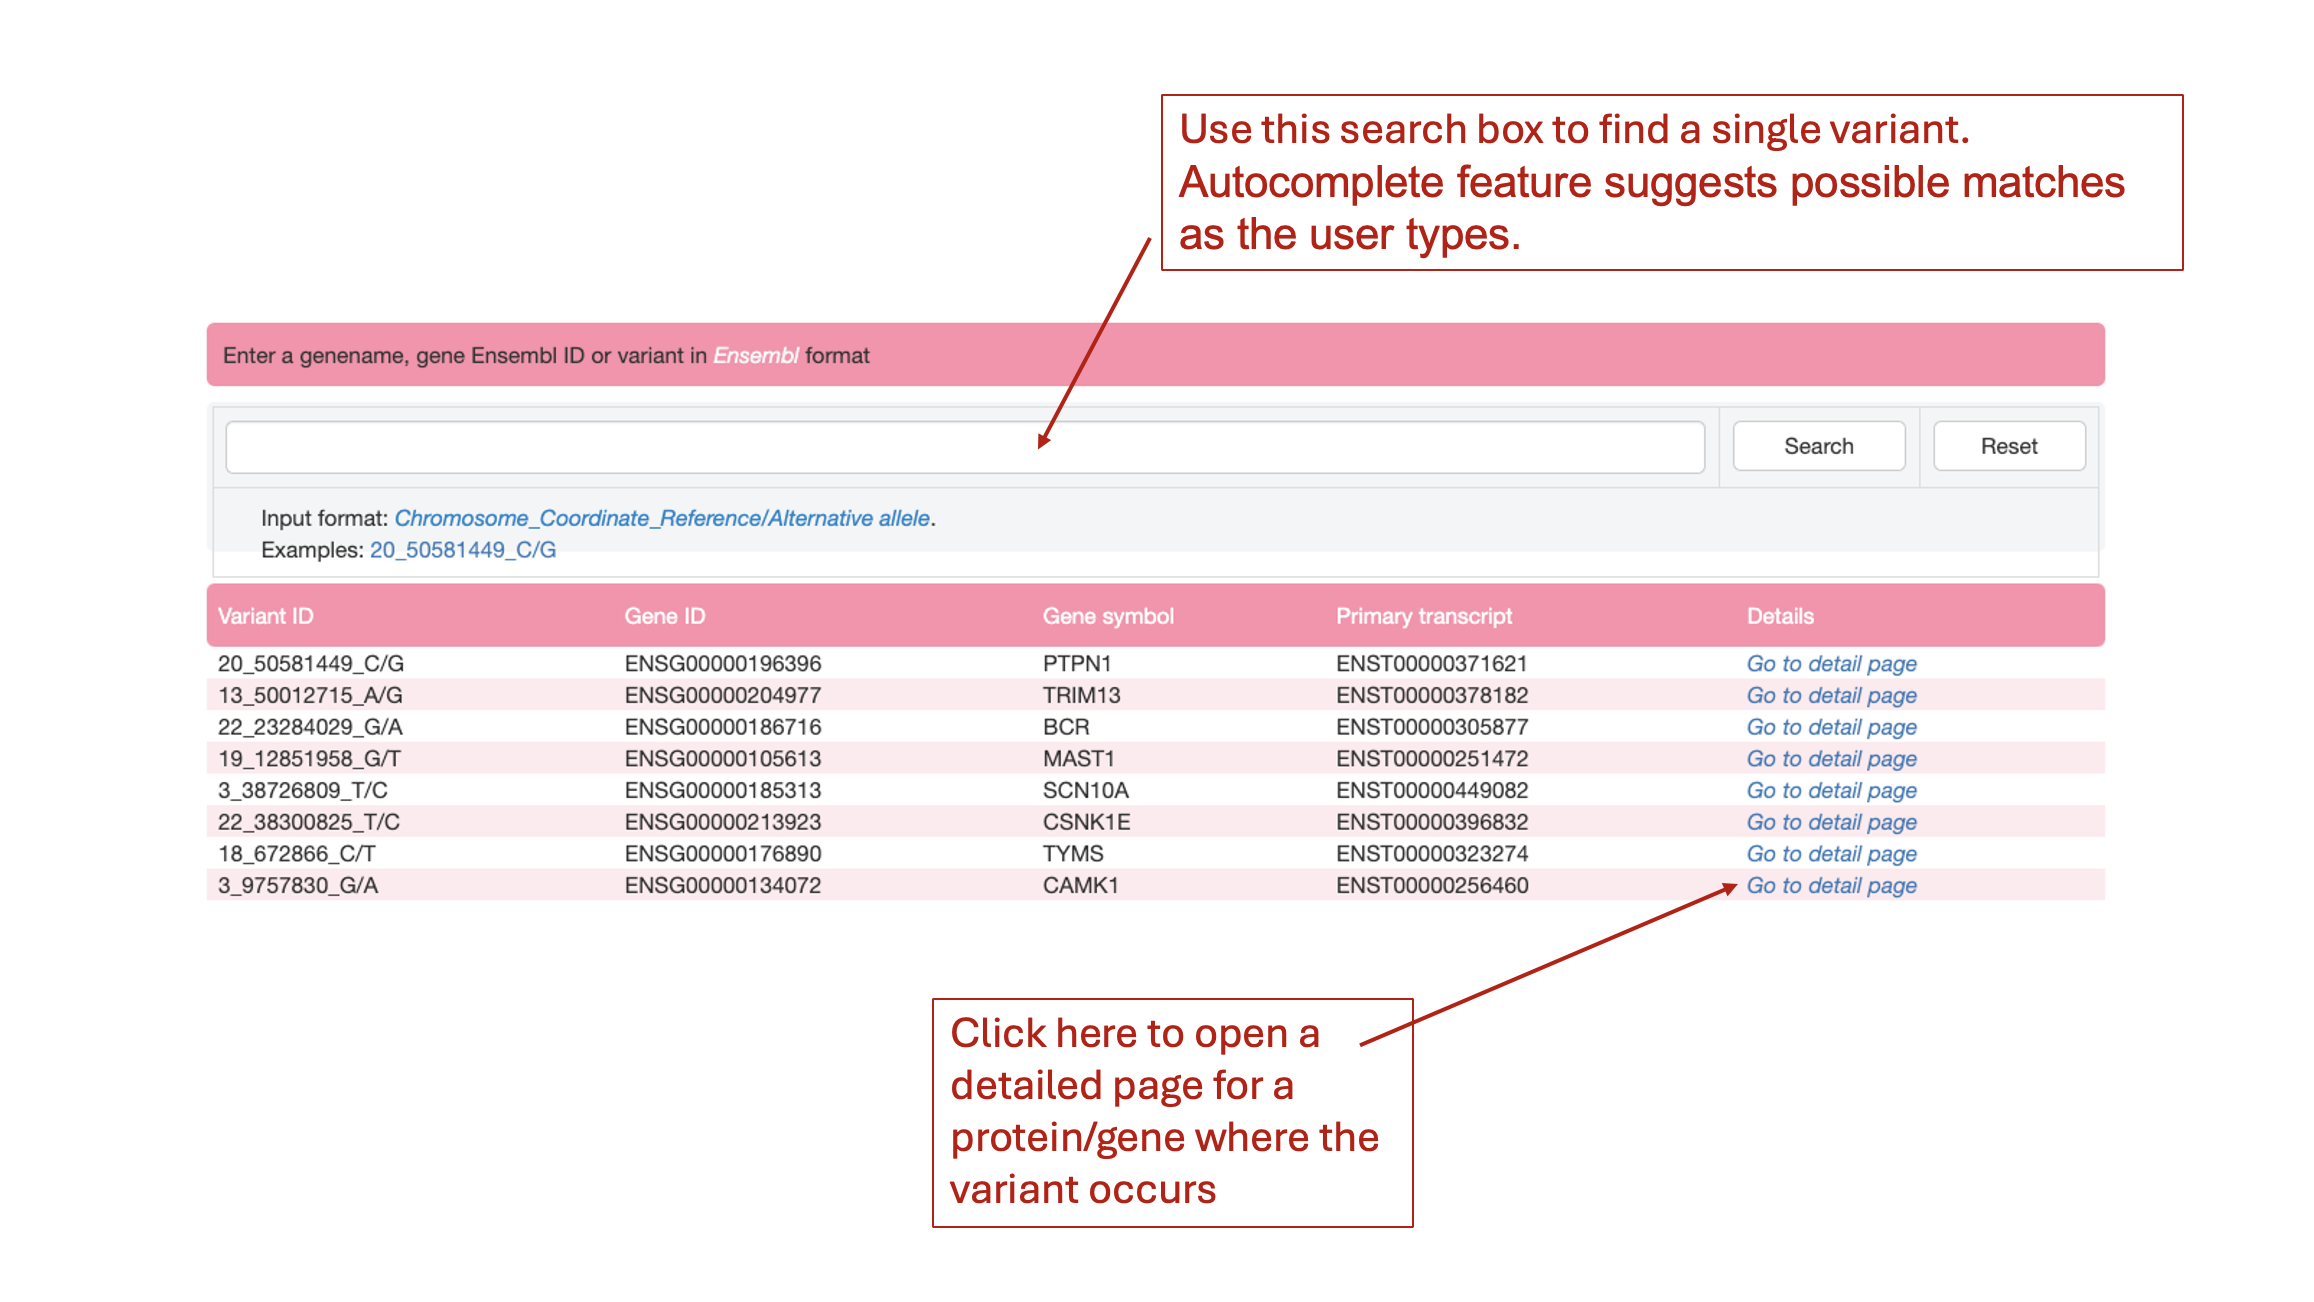 Use this search box to find a single variant.
Autocomplete feature suggests possible matches
as the user types.
Enter a genename, gene Ensembl ID or variant in Ensembl format
Search Reset
Input format: Chromosome_Coordinate_Reference/Alternative allele.
Examples: 20_50581449_C/G
Variant ID Gene ID Gene symbol Primary transcript Details
20_50581449_C/G ENSG00000196396 PTPN1 ENST00000371621 Go to detail page
13_50012715_A/G ENSG00000204977 TRIM13 ENST00000378182 Go to detail page
22_23284029_G/A ENSG00000186716 BCR ENST00000305877 Go to detail page
19_12851958_G/T ENSG00000105613 MAST1 ENST00000251472 Go to detail page
3_38726809_T/C ENSG00000185313 SCN10A ENST00000449082 Go to detail page
22_38300825_T/C ENSG00000213923 CSNK1E ENST00000396832 Go to detail page
18_672866_C/T ENSG00000176890 TYMS ENST00000323274 Go to detail page
3_9757830_G/A ENSG00000134072 CAMK1 ENST00000256460 Go to detail page
Click here to open a
detailed page for a
protein/gene where the
variant occurs